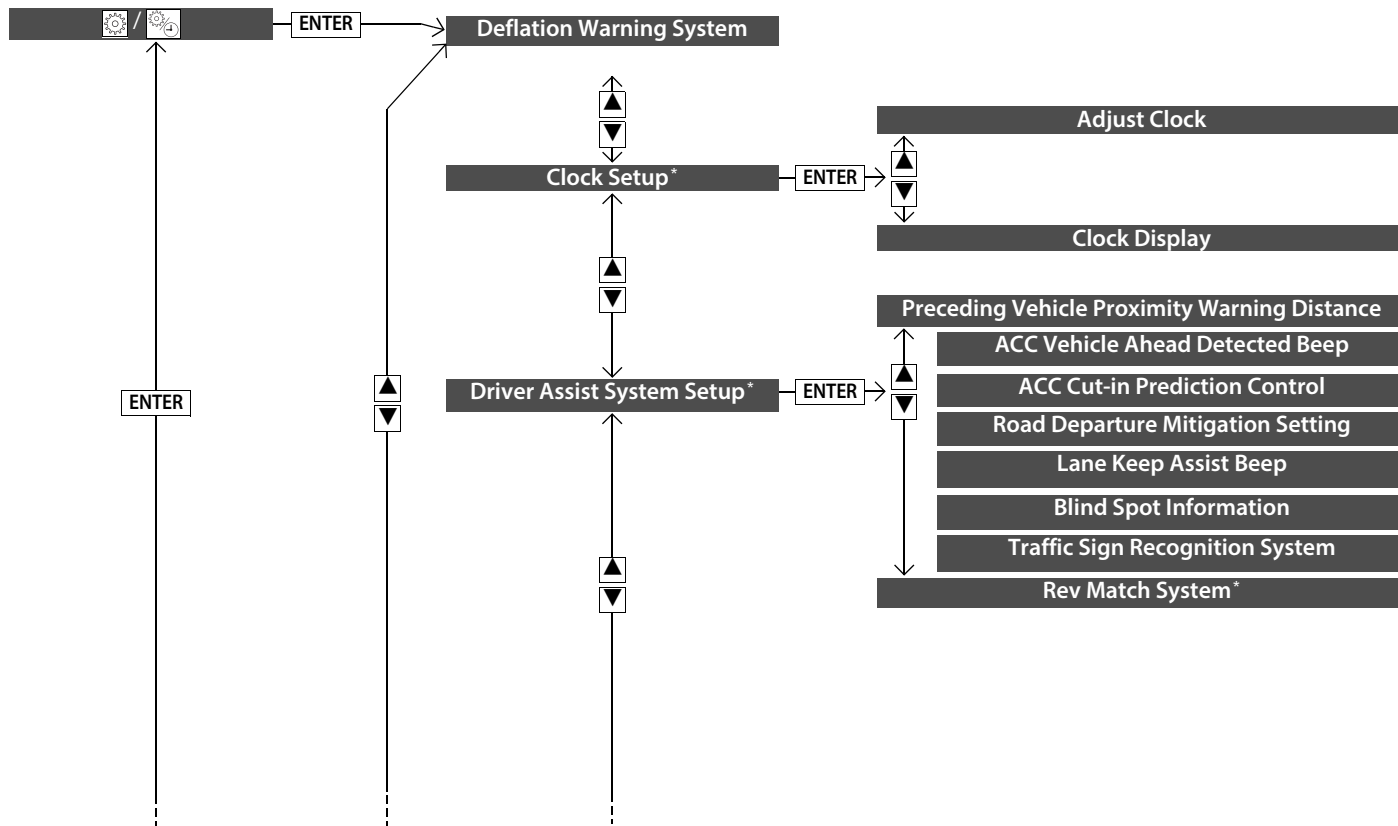 /
ENTER
Deflation Warning System
▲
▼
Adjust Clock
Clock Setup*
ENTER
▲
▼
Clock Display
▲
▼
Preceding Vehicle Proximity Warning Distance
ACC Vehicle Ahead Detected Beep
ENTER
▲
▼
Driver Assist System Setup*
ENTER
▲
▼
ACC Cut-in Prediction Control
Road Departure Mitigation Setting
Lane Keep Assist Beep
Blind Spot Information
Traffic Sign Recognition System
▲
▼
Rev Match System*